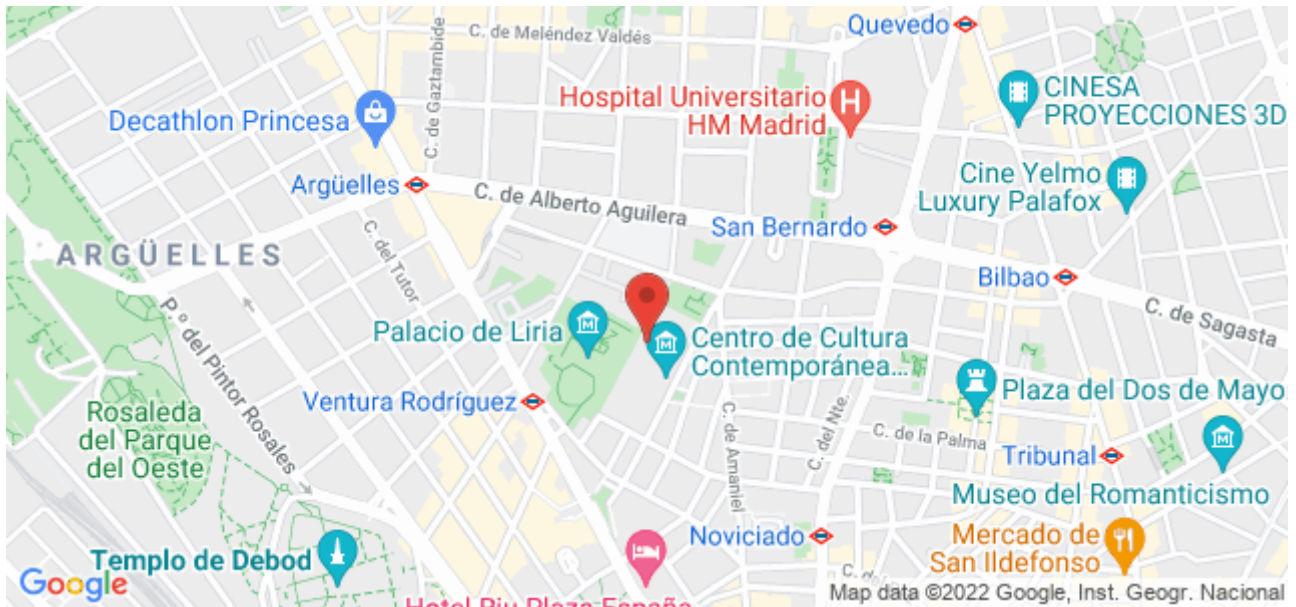 Quevedo
C. de Meléndez Valdés
C. de Gaztambide
CINESA
PROYECCIONES 3D
Hospital Universitario
HM Madrid
H
Decathlon Princesa
Argüelles
C. de Alberto Aguilera
Cine Yelmo
Luxury Palafox
San Bernardo
ARGÜELLES
C. del Tutor
Bilbao
P.º del Pintor Rosales
C. de Sagasta
Palacio de Liria
M
M
Centro de Cultura
Contemporánea...
Plaza del Dos de Mayo
Ventura Rodríguez
Rosaleda
del Parque
del Oeste
C. de Amaniel
C. del Nte.
C. de la Palma
Tribunal
M
Museo del Romanticismo
Noviciado
Mercado de
San Ildefonso
Templo de Debod
Google
Hotel Riu Plaza España
Map data ©2022 Google, Inst. Geogr. Nacional